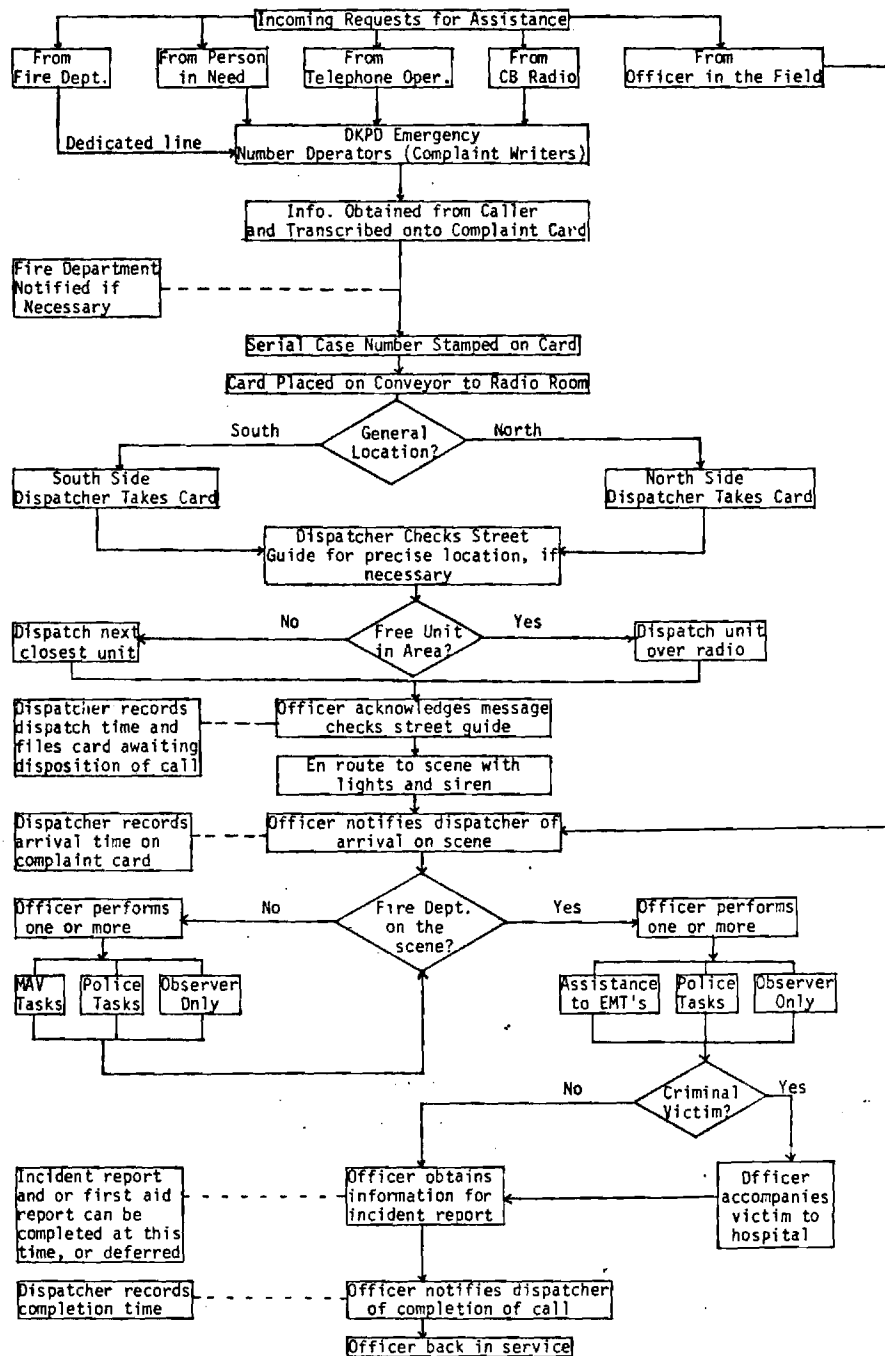 Incoming Requests for Assistance
From
Fire Dept.
From Person
in Need
From
Telephone Oper.
From
CB Radio
From
Officer in the Field
Dedicated line
DKPD Emergency
Number Operators (Complaint Writers)
Info. Obtained from Caller
and Transcribed onto Complaint Card
Fire Department
Notified if
Necessary
Serial Case Number Stamped on Card
Card Placed on Conveyor to Radio Room
South
General
Location?
North
South Side
Dispatcher Takes Card
North Side
Dispatcher Takes Card
Dispatcher Checks Street
Guide for precise location, if
necessary
Dispatch next
closest unit
No
Free Unit
in Area?
Yes
Dispatch unit
over radio
Dispatcher records
dispatch time and
files card awaiting
disposition of call
Officer acknowledges message
checks street guide
En route to scene with
lights and siren
Dispatcher records
arrival time on
complaint card
Officer notifies dispatcher of
arrival on scene
Officer performs
one or more
No
Fire Dept.
on the
scene?
Yes
Officer performs
one or more
MAV
Tasks
Police
Tasks
Observer
Only
Assistance
to EMT's
Police
Tasks
Observer
Only
No
Criminal
Victim?
Yes
Incident report
and or first aid
report can be
completed at this
time, or deferred
Officer obtains
information for
incident report
Officer
accompanies
victim to
hospital
Dispatcher records
completion time
Officer notifies dispatcher
of completion of call
Officer back in service